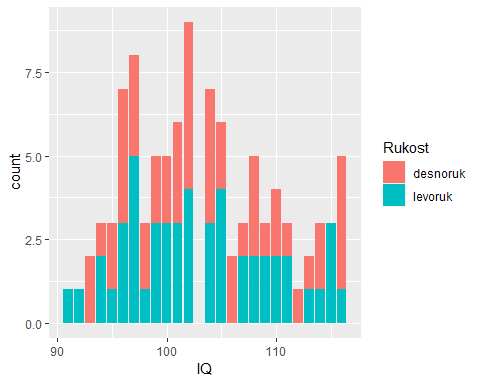 7.5
5.0
2.5
0.0
count
90
100
110
IQ
Rukost
desnoruk
levoruk